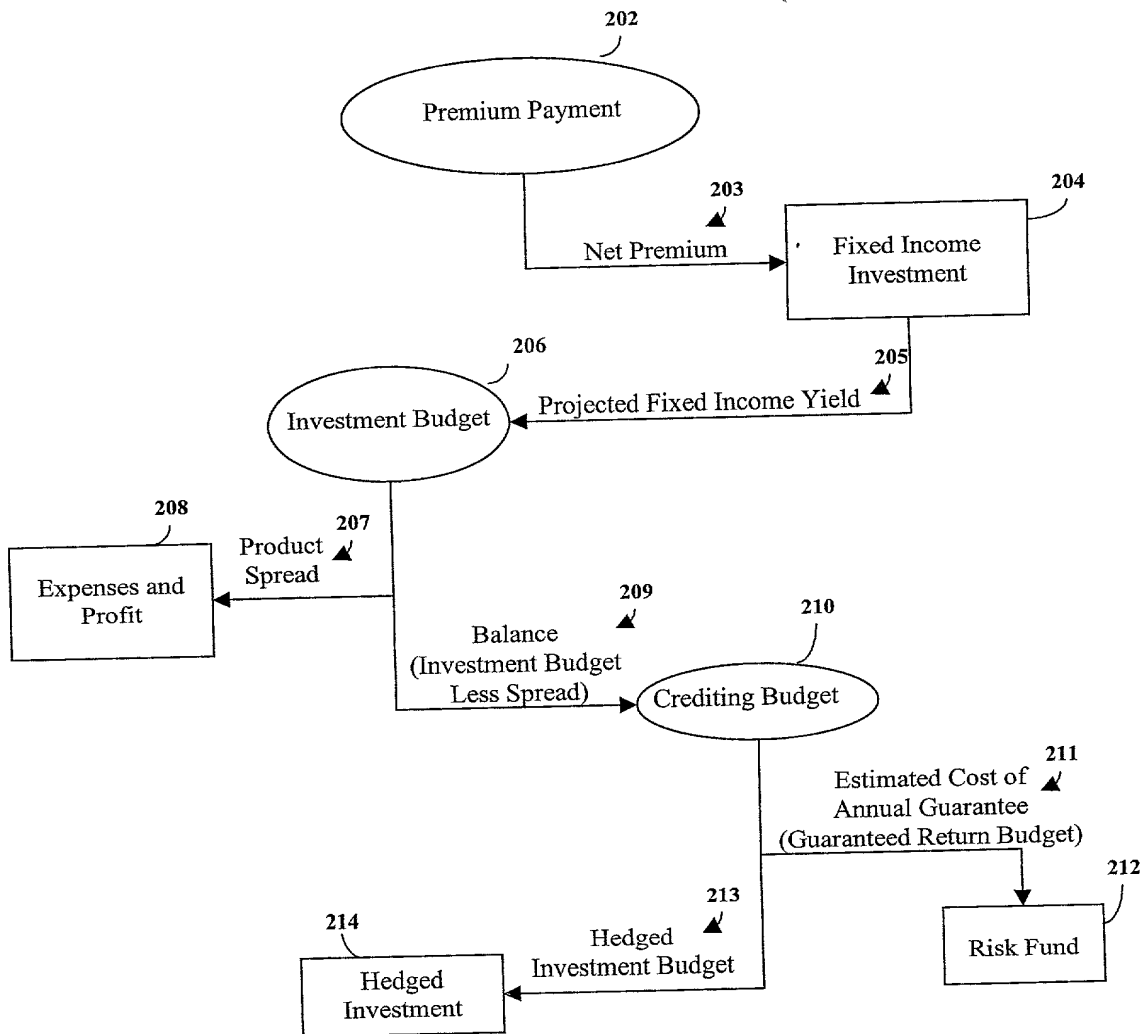 202
Premium Payment
203
204
Net Premium
Fixed Income
Investment
206
205
Investment Budget
Projected Fixed Income Yield
208
207
Product
Spread
Expenses and
Profit
209
210
Balance
(Investment Budget
Less Spread)
Crediting Budget
211
Estimated Cost of
Annual Guarantee
(Guaranteed Return Budget)
212
213
214
Hedged
Investment Budget
Risk Fund
Hedged
Investment